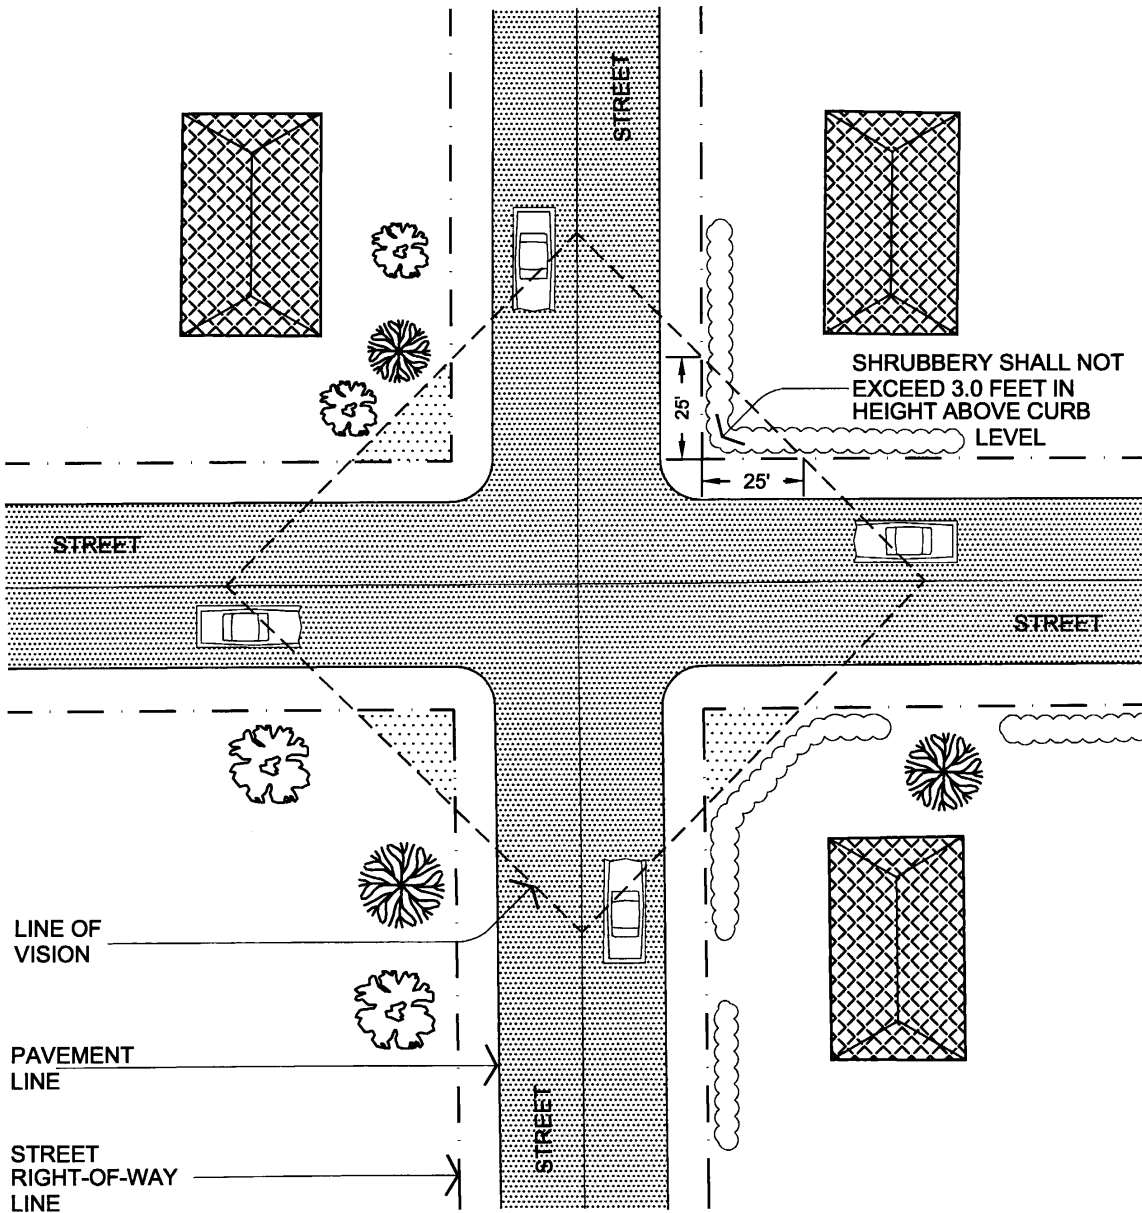 STREET
SHRUBBERY SHALL NOT
EXCEED 3.0 FEET IN
HEIGHT ABOVE CURB
LEVEL
25'
25'
STREET
STREET
LINE OF
VISION
PAVEMENT
LINE
STREET
STREET
RIGHT-OF-WAY
LINE